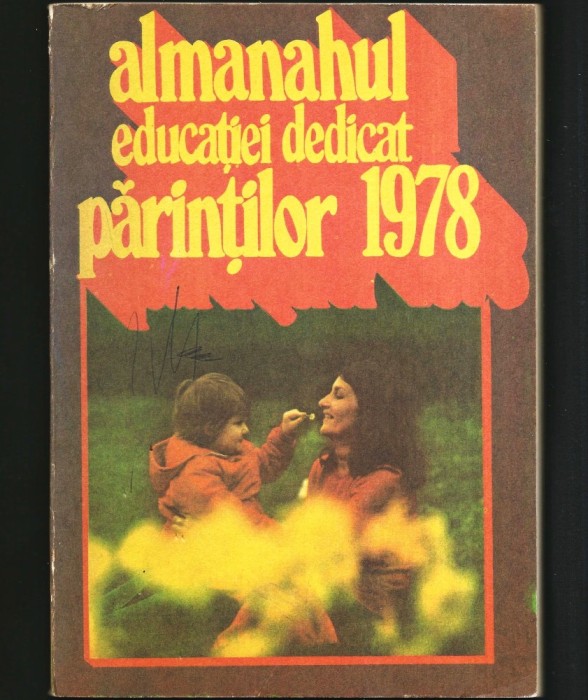 almanahul
educației dedicat
părinților 1978